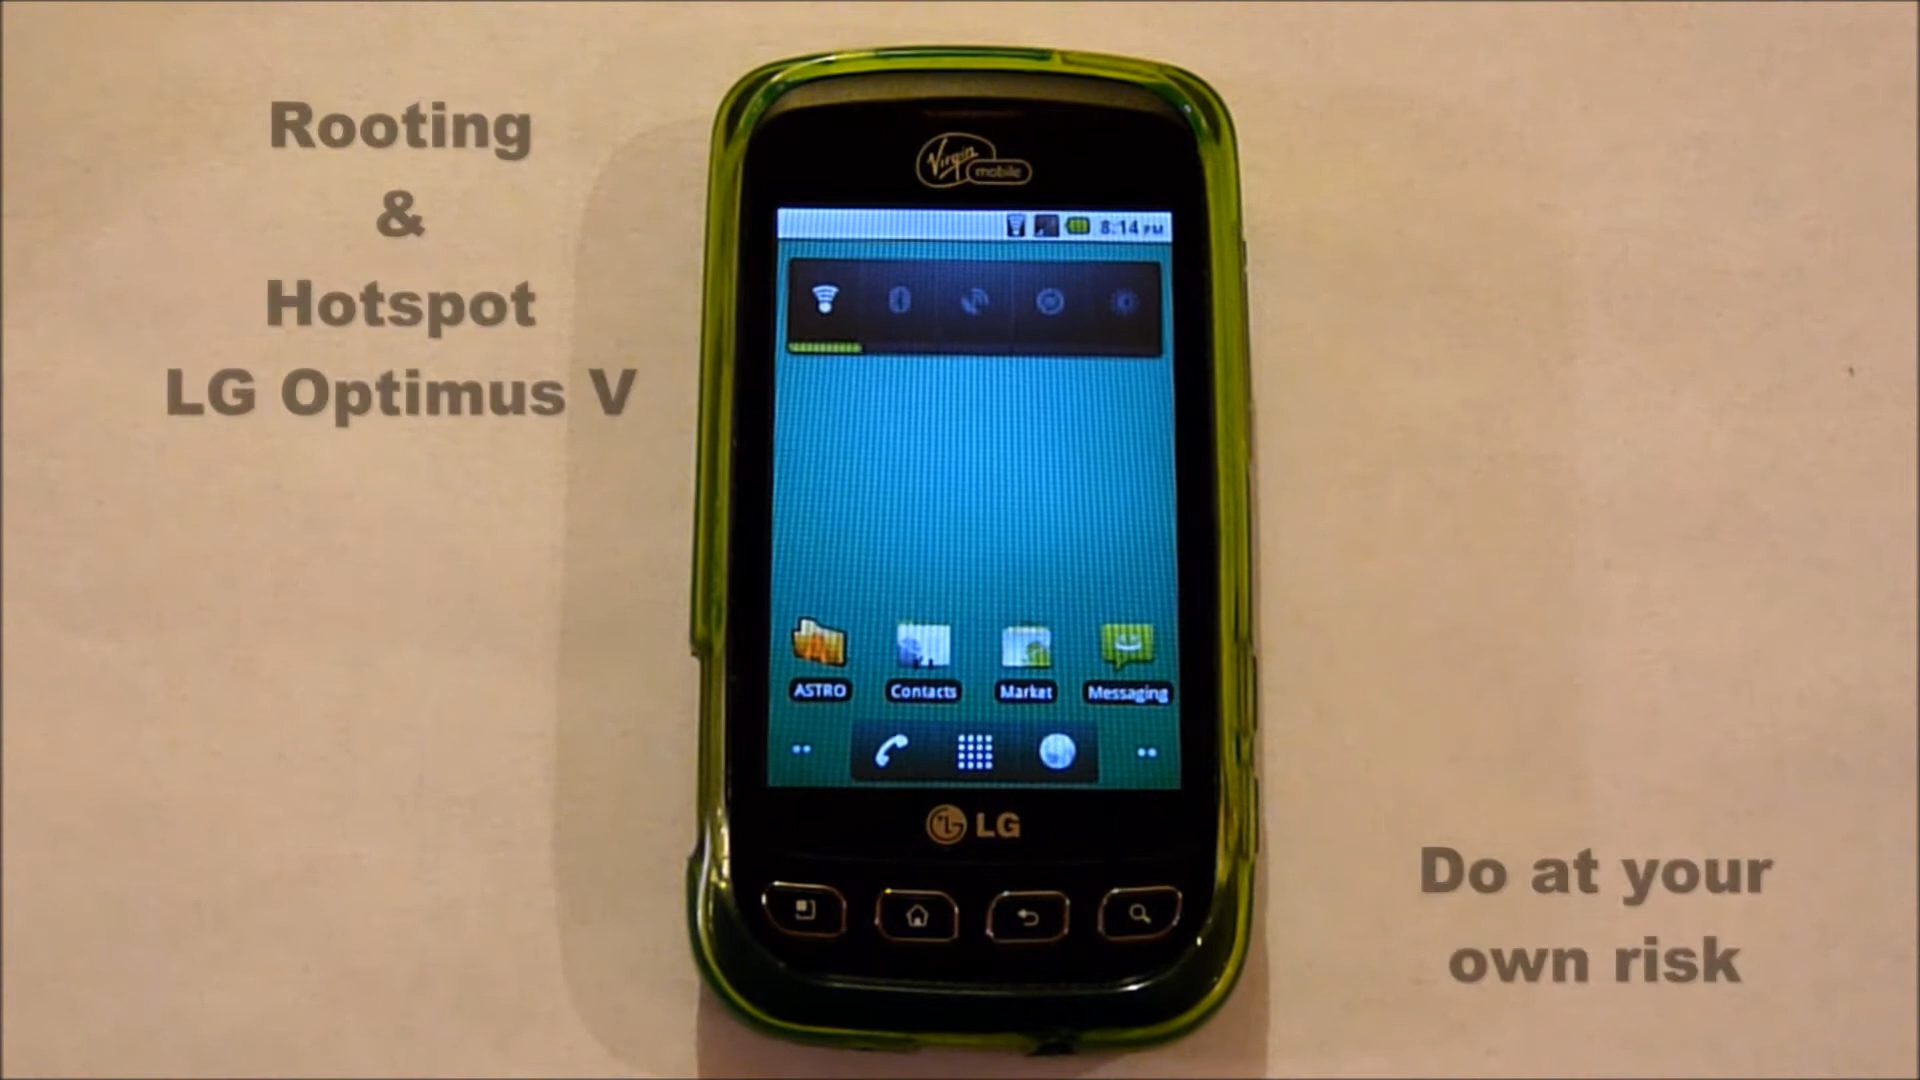 Rooting
&
Hotspot
LG Optimus V
Virgin
mobile
8:14 PM
ASTRO
Contacts
Market
Messaging
LG
Do at your
own risk